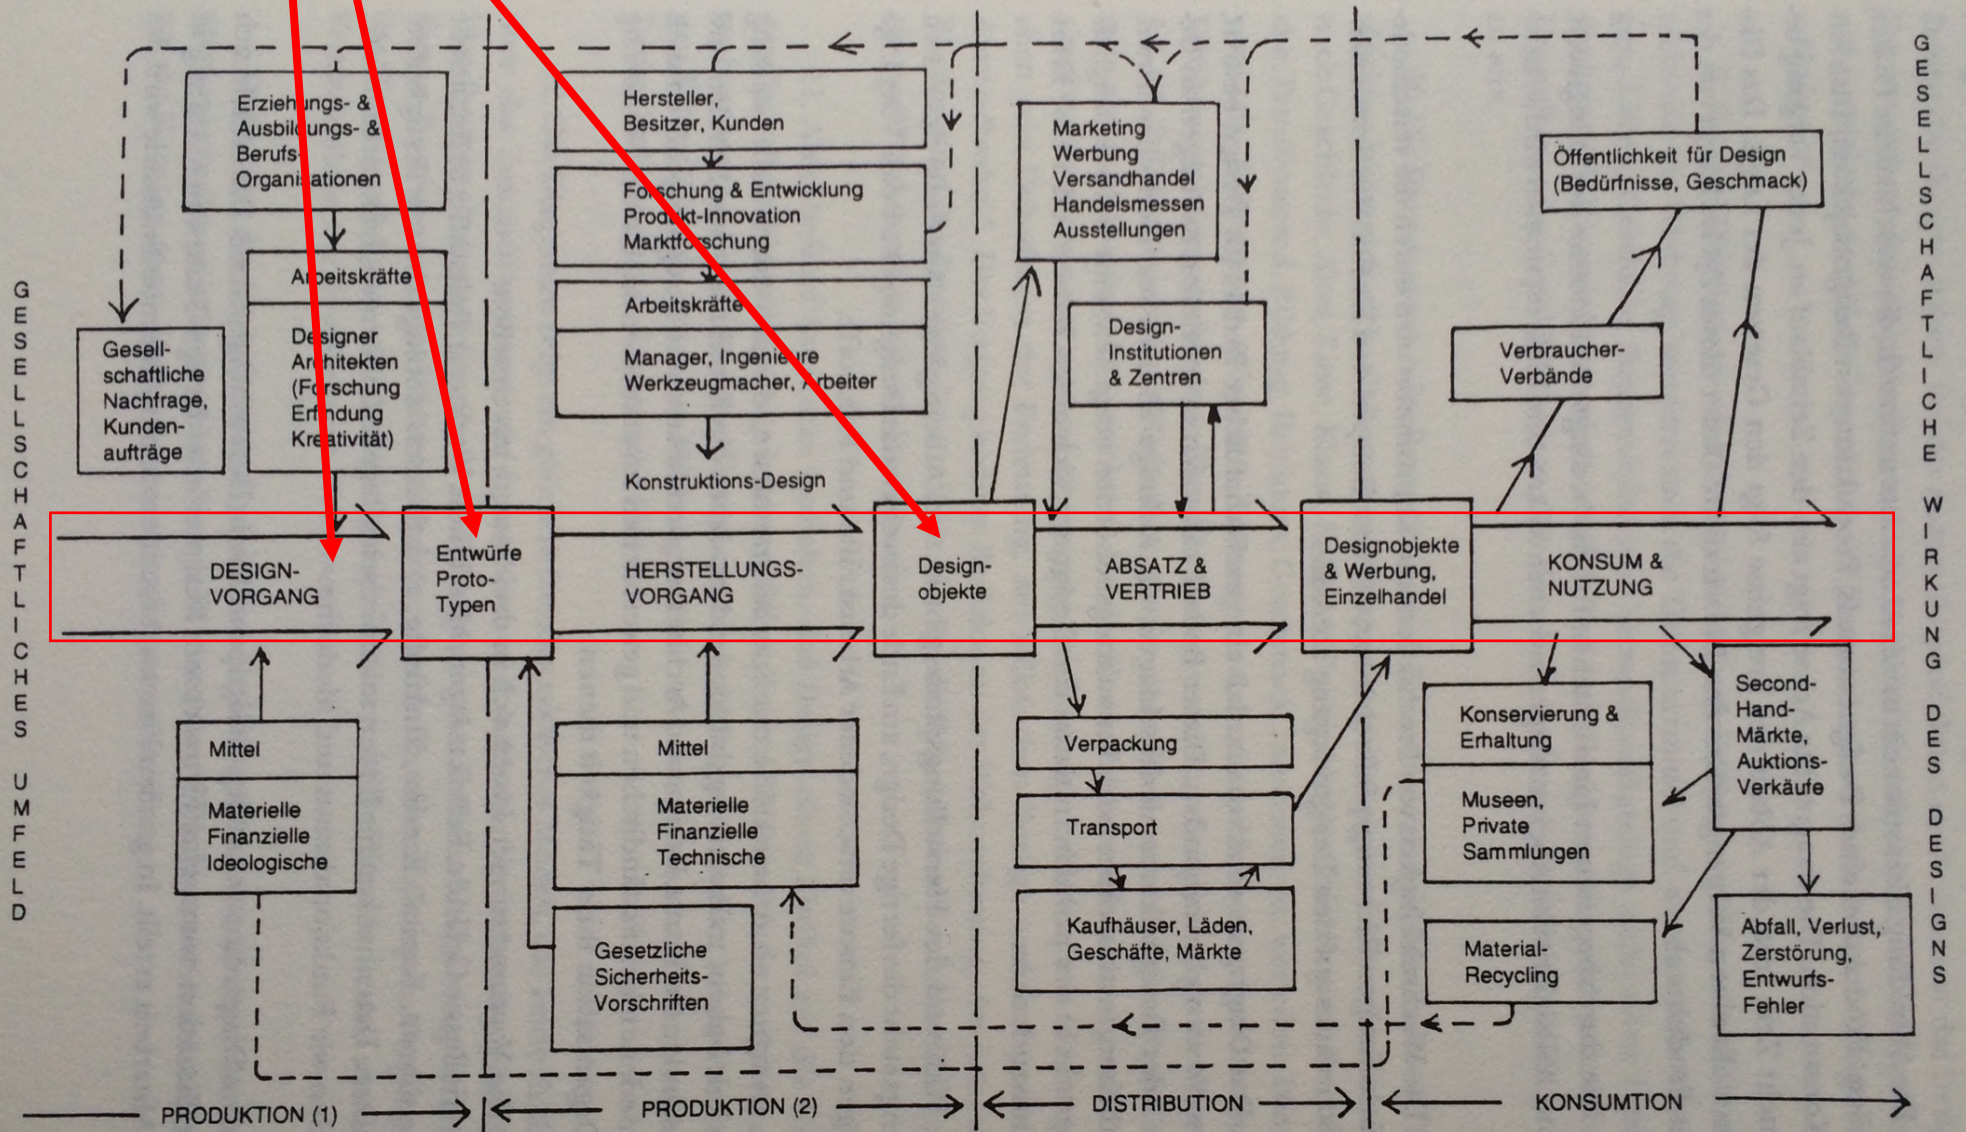 GESELLSCHAFTLICHES UMFELD
Erziehungs- &
Ausbildungs- &
Berufs-
Organisationen
Arbeitskräfte
Designer
Architekten
(Forschung
Erfindung
Kreativität)
Gesell-
schaftliche
Nachfrage,
Kunden-
aufträge
DESIGN-
VORGANG
Mittel
Materielle
Finanzielle
Ideologische
Entwürfe
Proto-
Typen
Hersteller,
Besitzer, Kunden
Forschung & Entwicklung
Produkt-Innovation
Marktforschung
Arbeitskräfte
Manager, Ingenieure
Werkzeugmacher, Arbeiter
Konstruktions-Design
HERSTELLUNGS-
VORGANG
Mittel
Materielle
Finanzielle
Technische
Gesetzliche
Sicherheits-
Vorschriften
Design-
objekte
Marketing
Werbung
Versandhandel
Handelsmessen
Ausstellungen
Design-
Institutionen
& Zentren
ABSATZ &
VERTRIEB
Verpackung
Transport
Kaufhäuser, Läden,
Geschäfte, Märkte
Designobjekte
& Werbung,
Einzelhandel
Öffentlichkeit für Design
(Bedürfnisse, Geschmack)
Verbraucher-
Verbände
KONSUM &
NUTZUNG
Konservierung &
Erhaltung
Museen,
Private
Sammlungen
Second-
Hand-
Märkte,
Auktions-
Verkäufe
Material-
Recycling
Abfall, Verlust,
Zerstörung,
Entwurfs-
Fehler
GESELLSCHAFTLICHE WIRKUNG DES DESIGNS
PRODUKTION (1)
PRODUKTION (2)
DISTRIBUTION
KONSUMTION